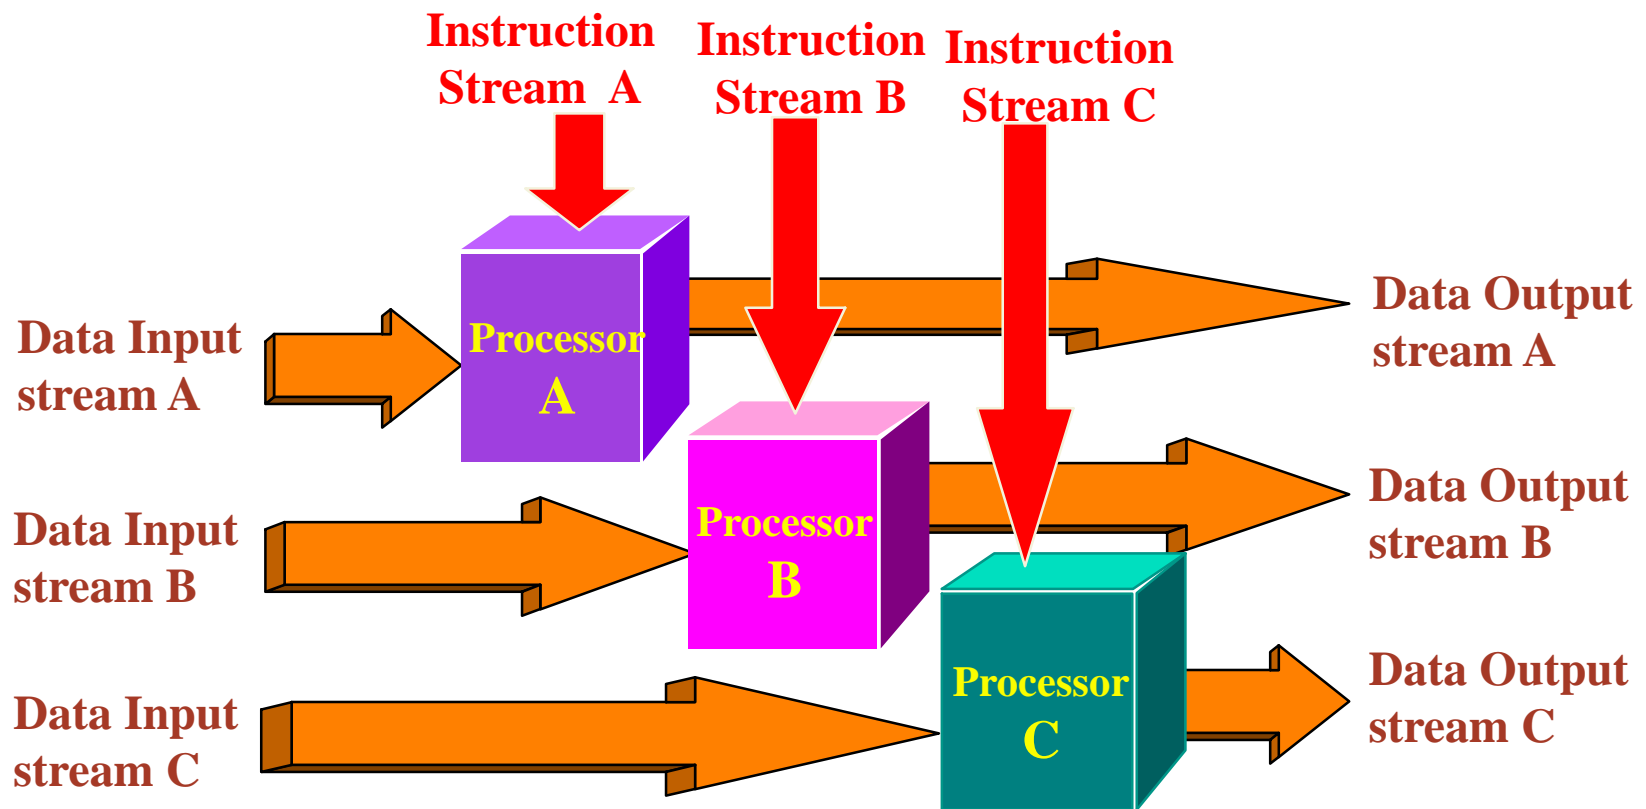 Instruction
Stream A
Instruction
Stream B
Instruction
Stream C
Data Input
stream A
Processor
A
Data Output
stream A
Data Input
stream B
Processor
B
Data Output
stream B
Data Input
stream C
Processor
C
Data Output
stream C